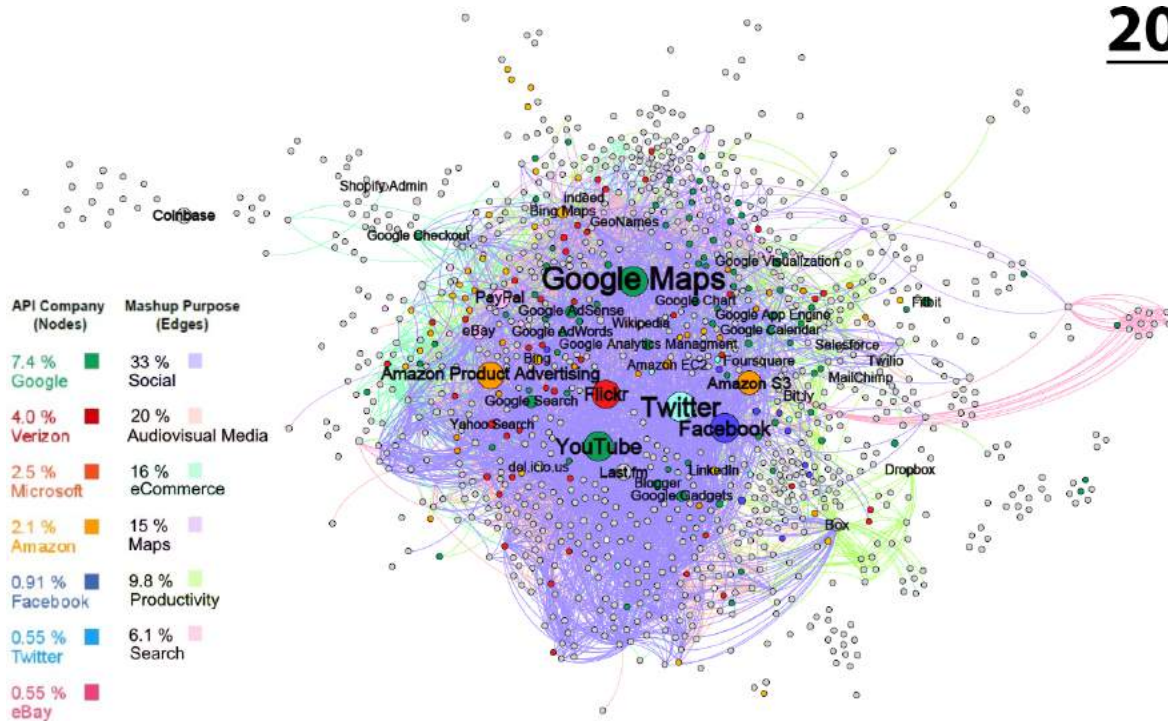 20
Shopify Admin
Indeed
Coinbase
Bing Maps
GeoNames
Google Checkout
Google Visualization
Google Maps
PayPal
Google Chart
Fitbit
Google AdSense
Google App Engine
Wikipedia
eBay
Google AdWords
Google Calendar
Google Analytics Managment
Salesforce
Bing
Amazon EC2
Foursquare
Twilio
Amazon Product Advertising
MailChimp
Amazon S3
Flickr
Bit.ly
Google Search
Twitter
Yahoo Search
Facebook
YouTube
del.icio.us
Last.fm
LinkedIn
Dropbox
Blogger
Google Gadgets
Box
API Company
(Nodes)
7.4 %
Google
4.0 %
Verizon
2.5 %
Microsoft
2.1 %
Amazon
0.91 %
Facebook
0.55 %
Twitter
0.55 %
eBay
Mashup Purpose
(Edges)
33 %
Social
20 %
Audiovisual Media
16 %
eCommerce
15 %
Maps
9.8 %
Productivity
6.1 %
Search